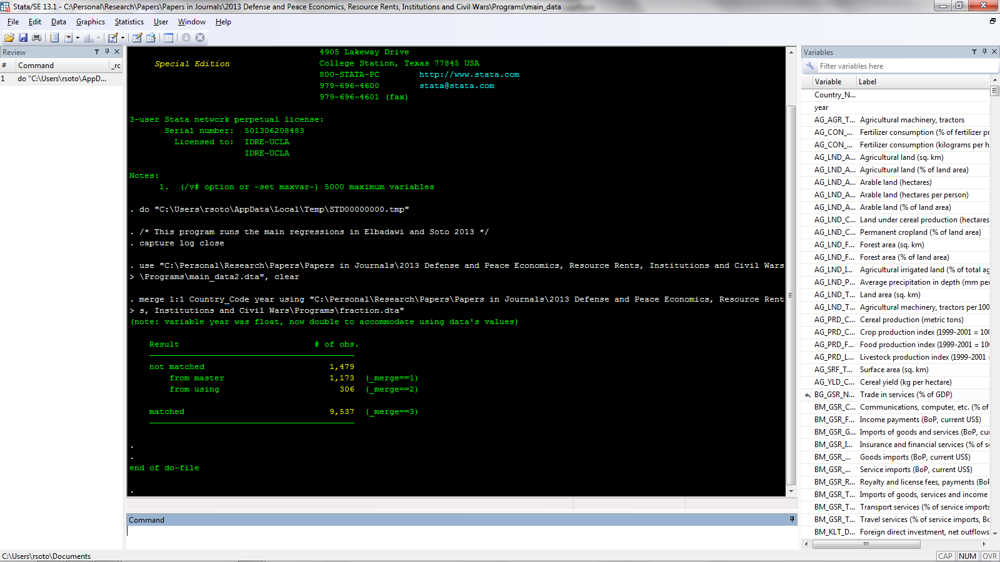 Stata/SE 13.1 - C:\Personal\Research\Papers\Papers in Journals\2013 Defense and Peace Economics, Resource Rents, Institutions and Civil Wars\Programs\main_data
File Edit Data Graphics Statistics User Window Help
Review
# Command _rc
1 do "C:\Users\rsoto\AppD...
4905 Lakeway Drive
Special Edition College Station, Texas 77845 USA
800-STATA-PC http://www.stata.com
979-696-4600 stata@stata.com
979-696-4601 (fax)
3-user Stata network perpetual license:
Serial number: 501306208483
Licensed to: IDRE-UCLA
IDRE-UCLA
Notes:
1. (/v# option or -set maxvar-) 5000 maximum variables
. do "C:\Users\rsoto\AppData\Local\Temp\STD00000000.tmp"
. /* This program runs the main regressions in Elbadawi and Soto 2013 */
. capture log close
. use "C:\Personal\Research\Papers\Papers in Journals\2013 Defense and Peace Economics, Resource Rents, Institutions and Civil Wars
> \Programs\main_data2.dta", clear
. merge 1:1 Country_Code year using "C:\Personal\Research\Papers\Papers in Journals\2013 Defense and Peace Economics, Resource Rent
> s, Institutions and Civil Wars\Programs\fraction.dta"
(note: variable year was float, now double to accommodate using data's values)
Result # of obs.
not matched 1,479
from master 1,173 (_merge==1)
from using 306 (_merge==2)
matched 9,537 (_merge==3)
.
.
end of do-file
.
Command
Variables
Filter variables here
Variable Label
Country_N...
year
AG_AGR_T... Agricultural machinery, tractors
AG_CON_... Fertilizer consumption (% of fertilizer pr
AG_CON_... Fertilizer consumption (kilograms per h
AG_LND_A... Agricultural land (sq. km)
AG_LND_A... Agricultural land (% of land area)
AG_LND_A... Arable land (hectares)
AG_LND_A... Arable land (hectares per person)
AG_LND_A... Arable land (% of land area)
AG_LND_C... Land under cereal production (hectares
AG_LND_C... Permanent cropland (% of land area)
AG_LND_F... Forest area (sq. km)
AG_LND_F... Forest area (% of land area)
AG_LND_I... Agricultural irrigated land (% of total ag
AG_LND_P... Average precipitation in depth (mm per
AG_LND_T... Land area (sq. km)
AG_LND_T... Agricultural machinery, tractors per 100
AG_PRD_C... Cereal production (metric tons)
AG_PRD_C... Crop production index (1999-2001 = 100
AG_PRD_F... Food production index (1999-2001 = 100
AG_PRD_L... Livestock production index (1999-2001 =
AG_SRF_T... Surface area (sq. km)
AG_YLD_C... Cereal yield (kg per hectare)
BG_GSR_N... Trade in services (% of GDP)
BM_GSR_C... Communications, computer, etc. (% of
BM_GSR_F... Income payments (BoP, current US$)
BM_GSR_G... Imports of goods and services (BoP, cur
BM_GSR_I... Insurance and financial services (% of se
BM_GSR_... Goods imports (BoP, current US$)
BM_GSR_... Service imports (BoP, current US$)
BM_GSR_R... Royalty and license fees, payments (BoP
BM_GSR_T... Imports of goods, services and income
BM_GSR_T... Transport services (% of service imports
BM_GSR_T... Travel services (% of service imports, Bo
BM_KLT_D... Foreign direct investment, net outflows
C:\Users\rsoto\Documents
CAP NUM OVR